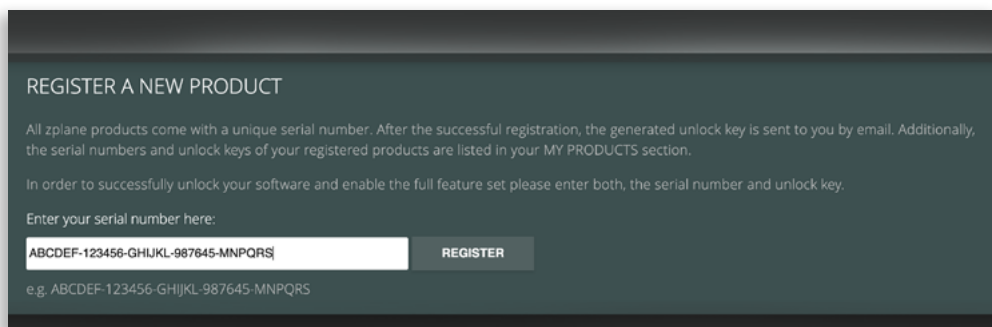 REGISTER A NEW PRODUCT
All zplane products come with a unique serial number. After the successful registration, the generated unlock key is sent to you by email. Additionally,
the serial numbers and unlock keys of your registered products are listed in your MY PRODUCTS section.
In order to successfully unlock your software and enable the full feature set please enter both, the serial number and unlock key.
Enter your serial number here:
ABCDEF-123456-GHIJKL-987645-MNPQRS REGISTER
e.g. ABCDEF-123456-GHIJKL-987645-MNPQRS